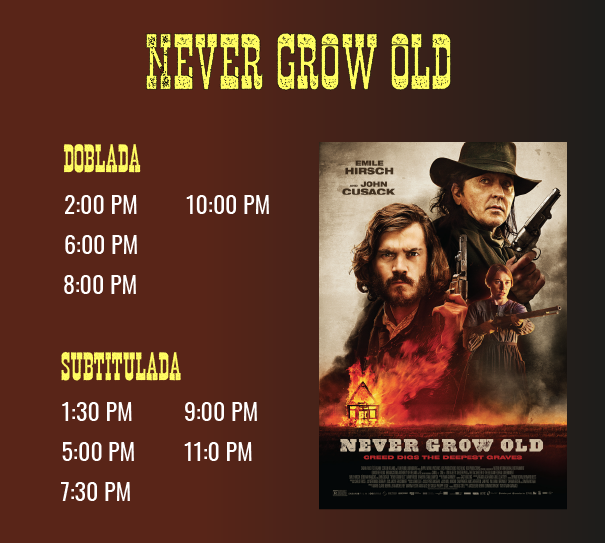 NEVER GROW OLD
DOBLADA
2:00 PM 10:00 PM
6:00 PM
8:00 PM
SUBTITULADA
1:30 PM 9:00 PM
5:00 PM 11:0 PM
7:30 PM
EMILE
HIRSCH
AND JOHN
CUSACK
NEVER GROW OLD
GREED DIGS THE DEEPEST GRAVES